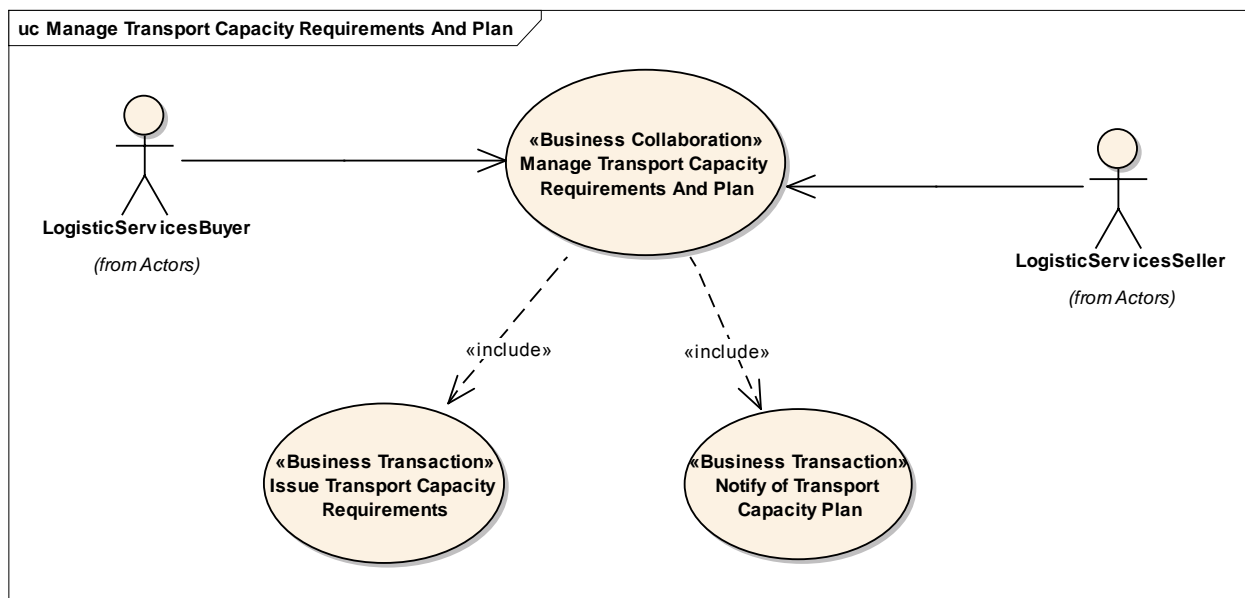 uc Manage Transport Capacity Requirements And Plan
«Business Collaboration»
Manage Transport Capacity
Requirements And Plan
LogisticServicesBuyer
(from Actors)
LogisticServicesSeller
(from Actors)
«include»
«include»
«Business Transaction»
Issue Transport Capacity
Requirements
«Business Transaction»
Notify of Transport
Capacity Plan